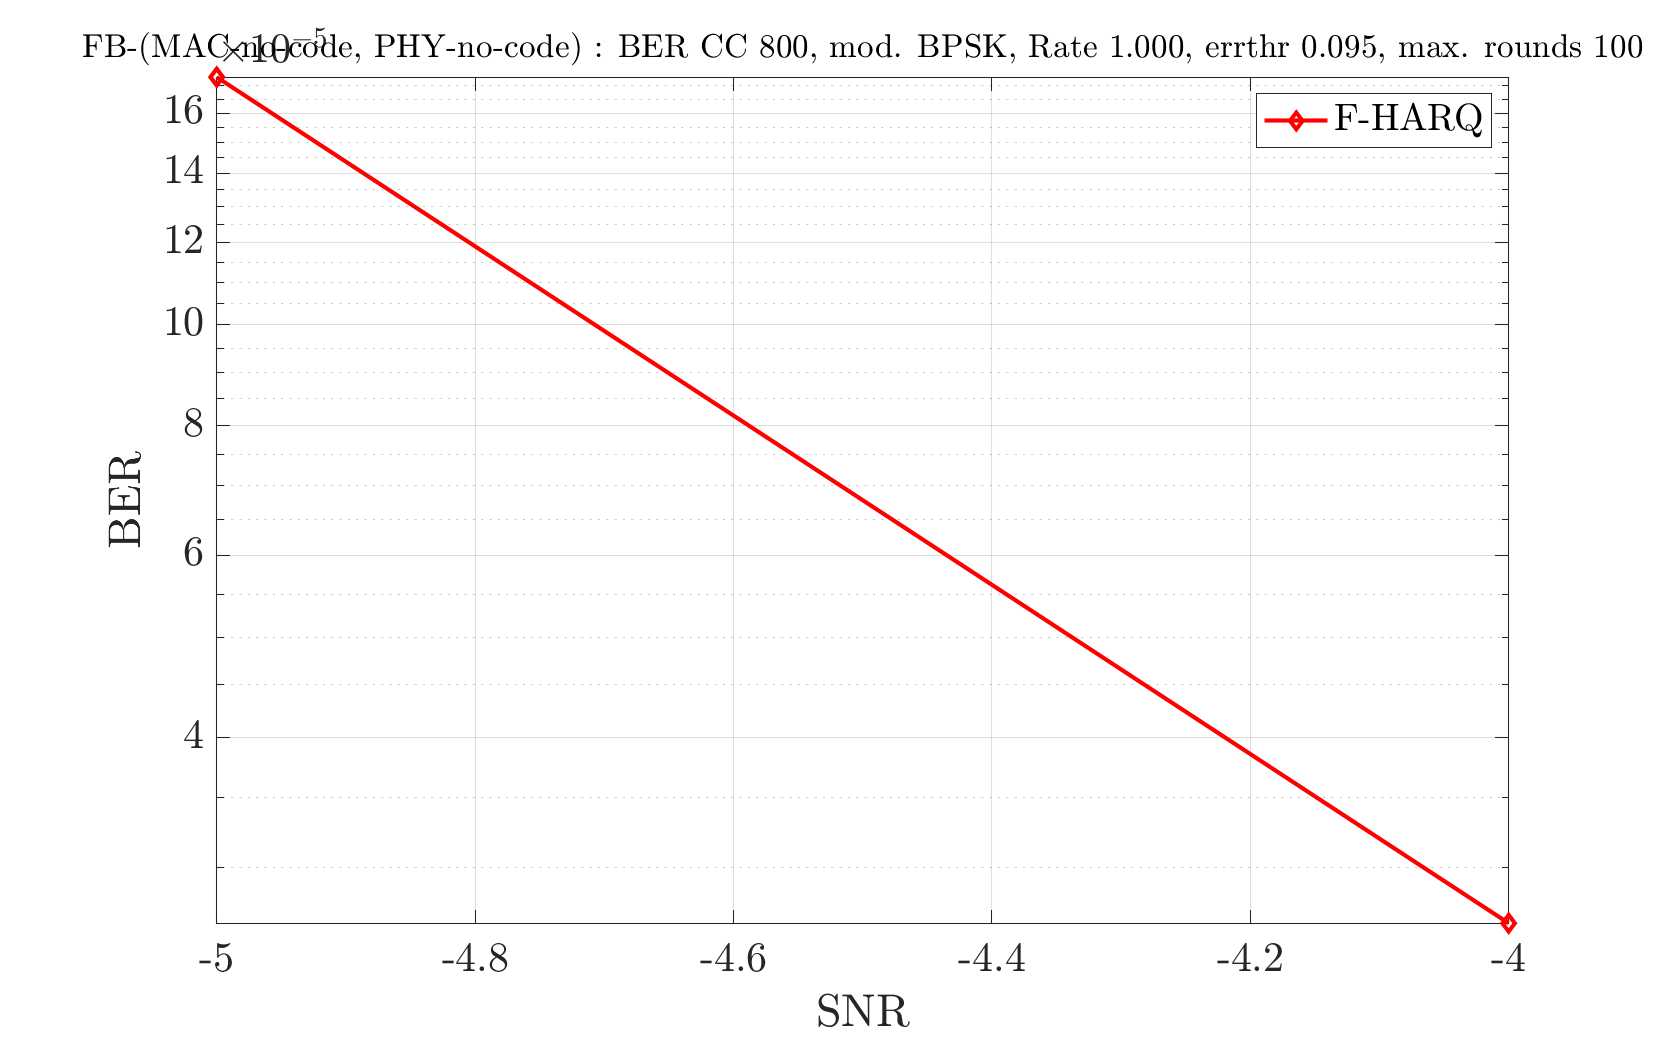 FB-(MAC-no-code, PHY-no-code) : BER CC 800, mod. BPSK, Rate 1.000, errthr 0.095, max. rounds 100
×10⁻⁵
F-HARQ
16
14
12
10
8
6
4
BER
-5 -4.8 -4.6 -4.4 -4.2 -4
SNR